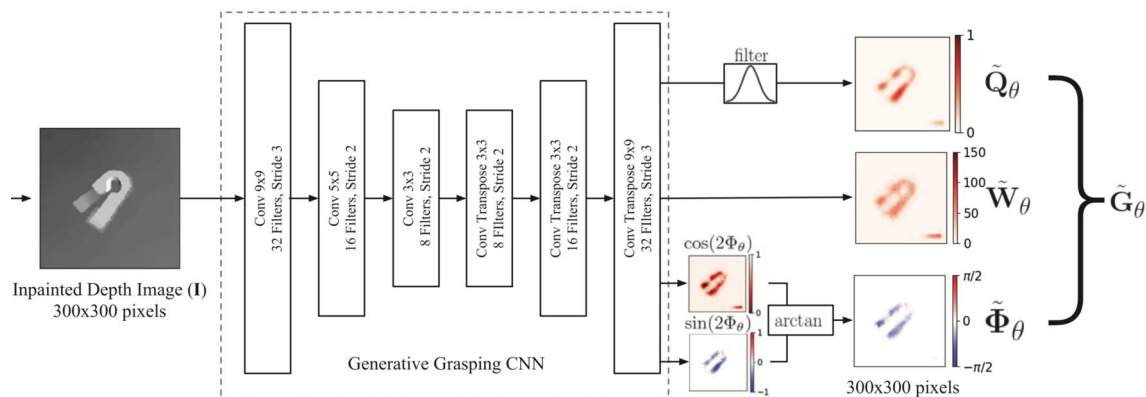 Inpainted Depth Image (I)
300x300 pixels
Conv 9x9
32 Filters, Stride 3
Conv 5x5
16 Filters, Stride 2
Conv 3x3
8 Filters, Stride 2
Conv Transpose 3x3
8 FIlters, Stride 2
Conv Transpose 3x3
16 Filters, Stride 2
Conv Transpose 9x9
32 Filters, Stride 3
Generative Grasping CNN
filter
1
0
Q̃θ
150
100
50
0
W̃θ
cos(2Φθ)
1
0
sin(2Φθ)
1
0
−1
arctan
π/2
0
−π/2
Φ̃θ
300x300 pixels
G̃θ